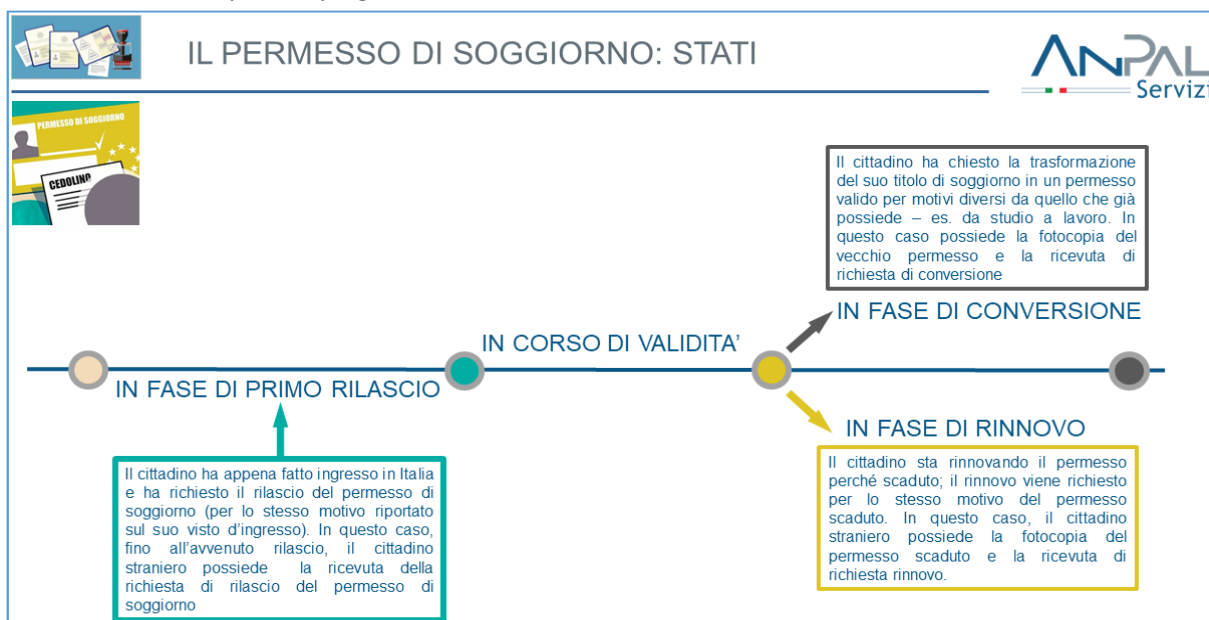 IL PERMESSO DI SOGGIORNO: STATI
ANPAL
Servizi
PERMESSO DI SOGGIORNO
CEDOLINO
Il cittadino ha chiesto la trasformazione
del suo titolo di soggiorno in un permesso
valido per motivi diversi da quello che già
possiede – es. da studio a lavoro. In
questo caso possiede la fotocopia del
vecchio permesso e la ricevuta di
richiesta di conversione
IN FASE DI CONVERSIONE
IN CORSO DI VALIDITA’
IN FASE DI PRIMO RILASCIO
IN FASE DI RINNOVO
Il cittadino ha appena fatto ingresso in Italia
e ha richiesto il rilascio del permesso di
soggiorno (per lo stesso motivo riportato
sul suo visto d’ingresso). In questo caso,
fino all’avvenuto rilascio, il cittadino
straniero possiede la ricevuta della
richiesta di rilascio del permesso di
soggiorno
Il cittadino sta rinnovando il permesso
perché scaduto; il rinnovo viene richiesto
per lo stesso motivo del permesso
scaduto. In questo caso, il cittadino
straniero possiede la fotocopia del
permesso scaduto e la ricevuta di
richiesta rinnovo.